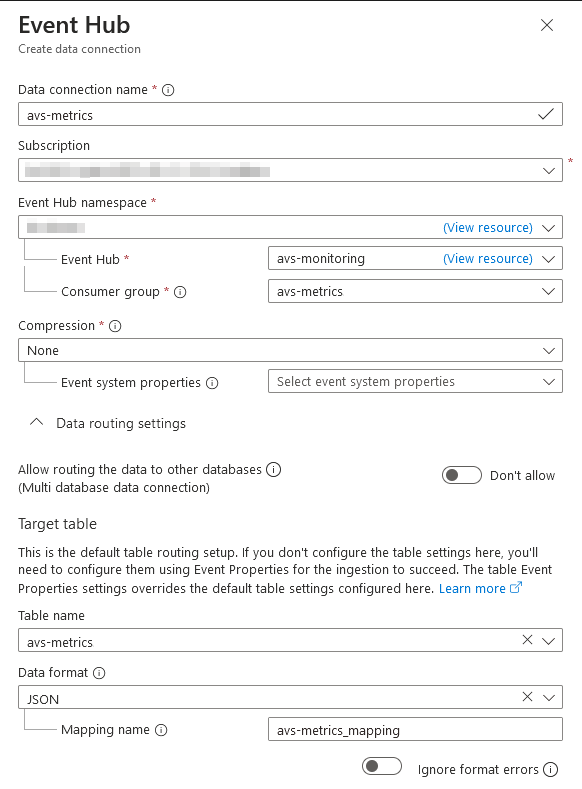 Event Hub
Create data connection
Data connection name *
avs-metrics
Subscription
*
Event Hub namespace *
(View resource)
Event Hub *
avs-monitoring
(View resource)
Consumer group *
avs-metrics
Compression *
None
Event system properties
Select event system properties
Data routing settings
Allow routing the data to other databases
(Multi database data connection)
Don't allow
Target table
This is the default table routing setup. If you don't configure the table settings here, you'll
need to configure them using Event Properties for the ingestion to succeed. The table Event
Properties settings overrides the default table settings configured here. Learn more
Table name
avs-metrics
Data format
JSON
Mapping name
avs-metrics_mapping
Ignore format errors